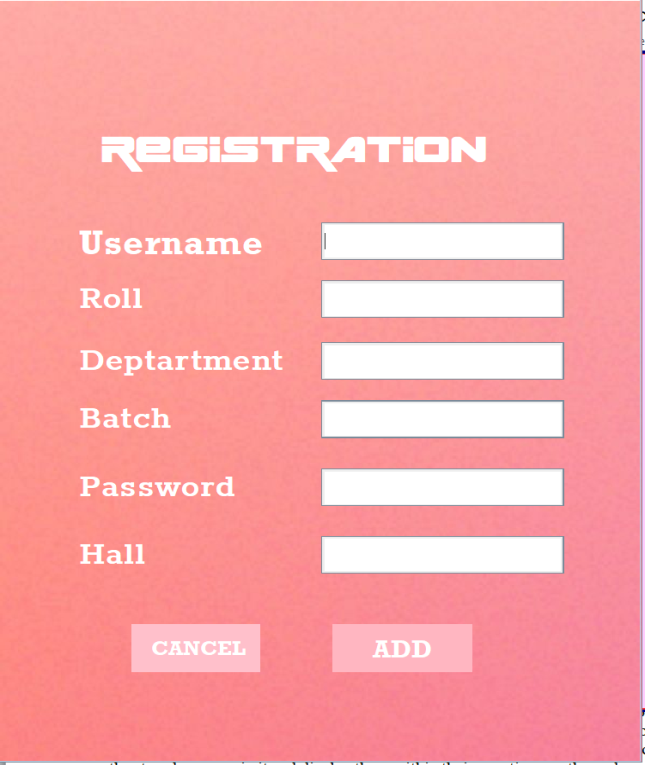 REGISTRATION
Username
Roll
Deptartment
Batch
Password
Hall
CANCEL ADD